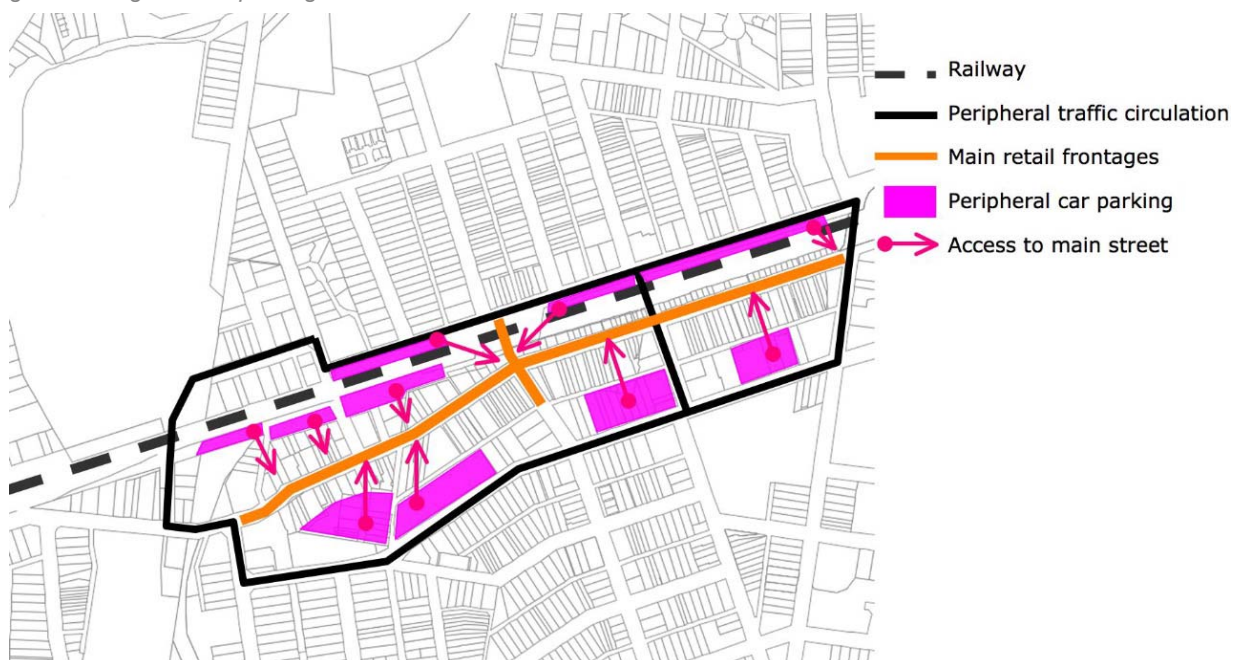 Railway
Peripheral traffic circulation
Main retail frontages
Peripheral car parking
Access to main street